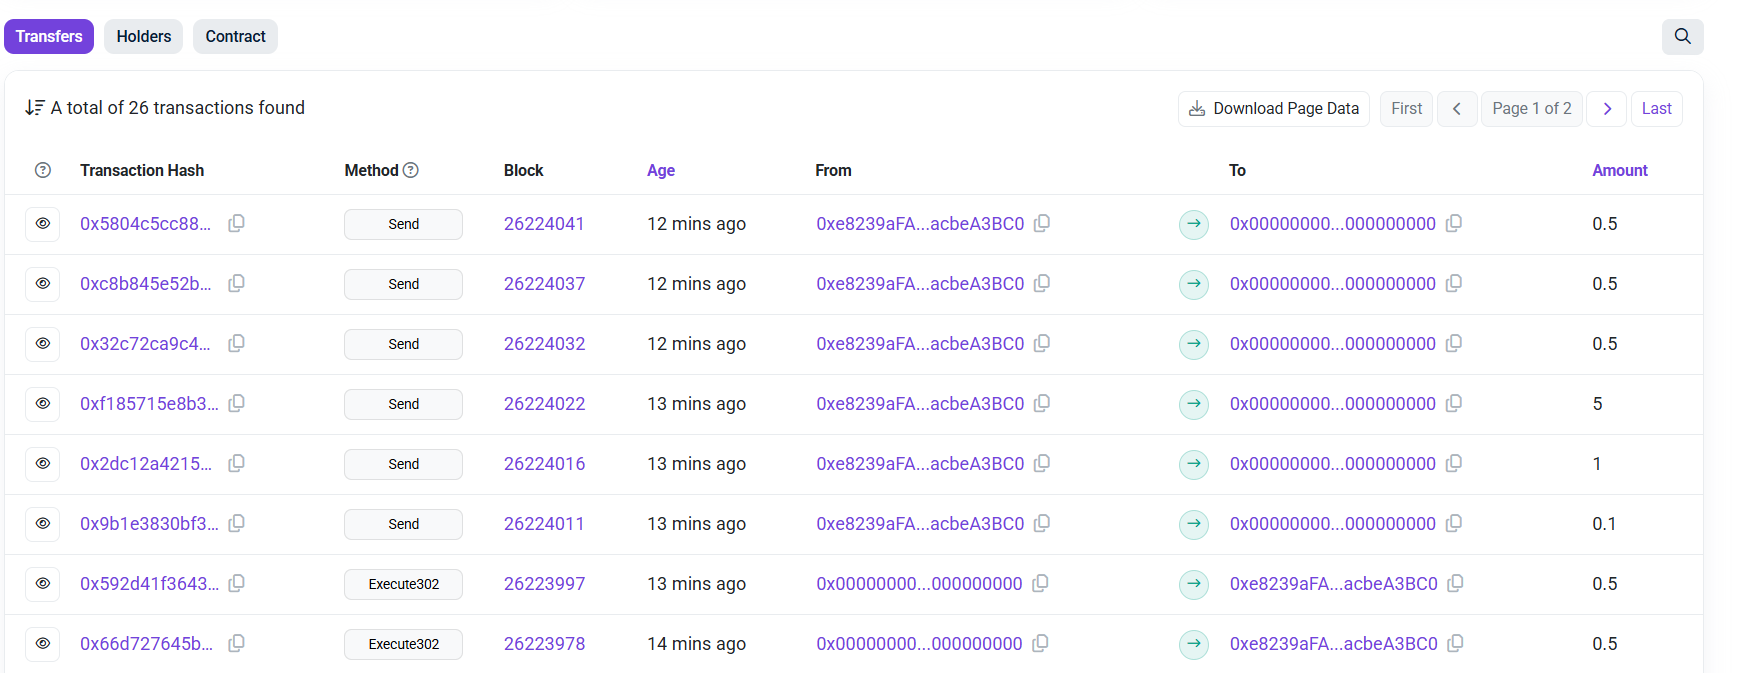 Transfers Holders Contract
A total of 26 transactions found Download Page Data First Page 1 of 2 Last
Transaction Hash Method Block Age From To Amount
0x5804c5cc88... Send 26224041 12 mins ago 0xe8239aFA...acbeA3BC0 0x00000000...000000000 0.5
0xc8b845e52b... Send 26224037 12 mins ago 0xe8239aFA...acbeA3BC0 0x00000000...000000000 0.5
0x32c72ca9c4... Send 26224032 12 mins ago 0xe8239aFA...acbeA3BC0 0x00000000...000000000 0.5
0xf185715e8b3... Send 26224022 13 mins ago 0xe8239aFA...acbeA3BC0 0x00000000...000000000 5
0x2dc12a4215... Send 26224016 13 mins ago 0xe8239aFA...acbeA3BC0 0x00000000...000000000 1
0x9b1e3830bf3... Send 26224011 13 mins ago 0xe8239aFA...acbeA3BC0 0x00000000...000000000 0.1
0x592d41f3643... Execute302 26223997 13 mins ago 0x00000000...000000000 0xe8239aFA...acbeA3BC0 0.5
0x66d727645b... Execute302 26223978 14 mins ago 0x00000000...000000000 0xe8239aFA...acbeA3BC0 0.5